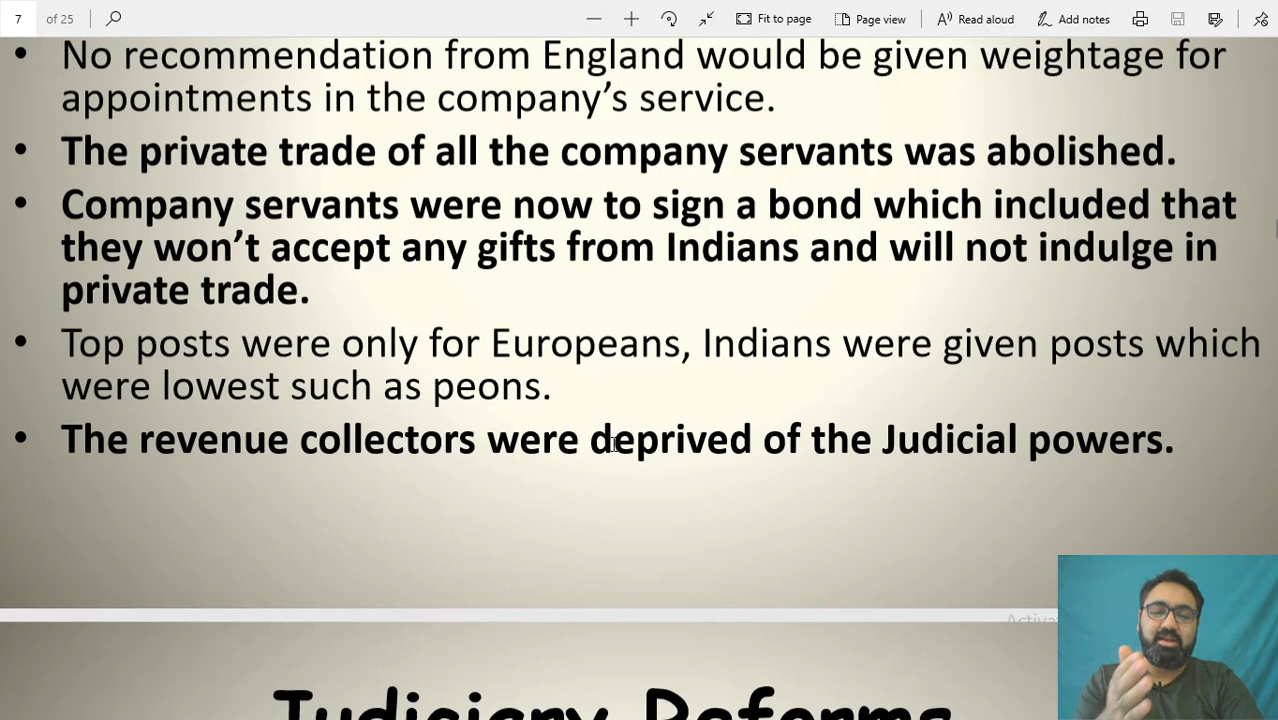 7 of 25 Fit to page Page view Read aloud Add notes
• No recommendation from England would be given weightage for
appointments in the company’s service.
• The private trade of all the company servants was abolished.
• Company servants were now to sign a bond which included that
they won’t accept any gifts from Indians and will not indulge in
private trade.
• Top posts were only for Europeans, Indians were given posts which
were lowest such as peons.
• The revenue collectors were deprived of the Judicial powers.
Judiciary Reforms